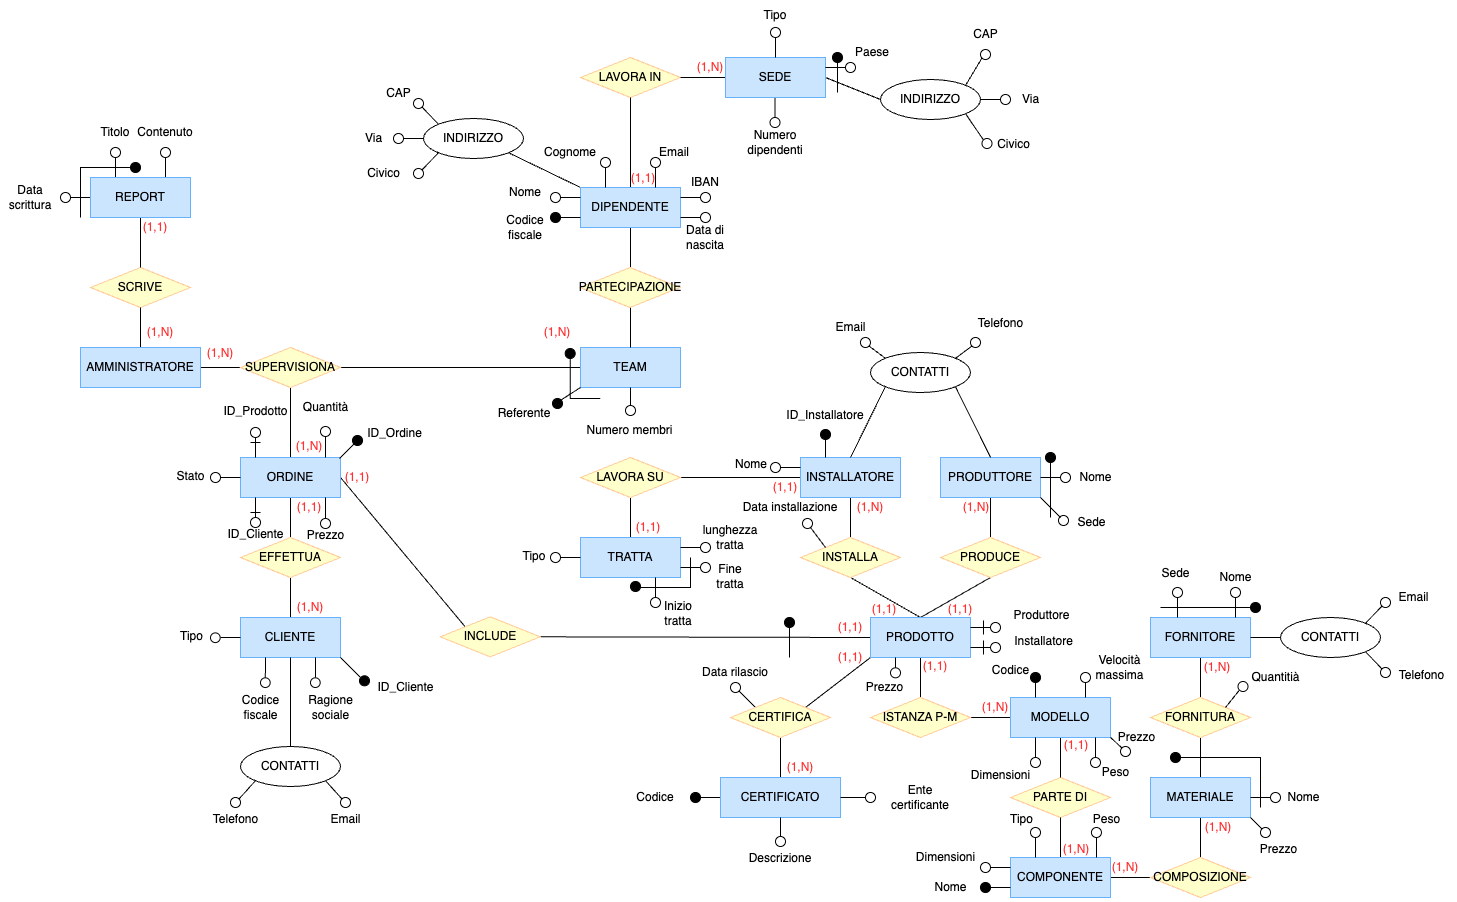 Tipo
CAP
Paese
(1,N)
LAVORA IN
SEDE
INDIRIZZO
Via
CAP
Numero
dipendenti
Civico
Titolo
Contenuto
Via
INDIRIZZO
Civico
Cognome
Email
(1,1)
IBAN
Data
scrittura
REPORT
Nome
DIPENDENTE
Codice
fiscale
Data di
nascita
(1,1)
SCRIVE
PARTECIPAZIONE
(1,N)
(1,N)
(1,N)
AMMINISTRATORE
SUPERVISIONA
TEAM
Referente
Numero membri
Email
Telefono
CONTATTI
ID_Prodotto
Quantità
ID_Ordine
(1,N)
Stato
ORDINE
(1,1)
(1,1)
ID_Cliente
Prezzo
ID_Installatore
Nome
LAVORA SU
(1,1)
INSTALLATORE
PRODUTTORE
Nome
Sede
Data installazione
(1,N)
(1,N)
(1,1)
lunghezza
tratta
Tipo
TRATTA
Fine
tratta
Inizio
tratta
EFFETTUA
INSTALLA
PRODUCE
(1,N)
(1,1)
(1,1)
Tipo
CLIENTE
ID_Cliente
Codice
fiscale
Ragione
sociale
CONTATTI
Telefono
Email
INCLUDE
(1,1)
PRODOTTO
Produttore
Installatore
(1,1)
(1,1)
Prezzo
Data rilascio
CERTIFICA
ISTANZA P-M
(1,N)
Codice
Velocità
massima
MODELLO
Prezzo
Dimensioni
(1,1)
Peso
Sede
Nome
FORNITORE
CONTATTI
Email
Telefono
(1,N)
Quantitià
FORNITURA
(1,N)
Codice
CERTIFICATO
Ente
certificante
Descrizione
PARTE DI
MATERIALE
Nome
Prezzo
(1,N)
Tipo
Peso
Dimensioni
(1,N)
(1,N)
Nome
COMPONENTE
COMPOSIZIONE